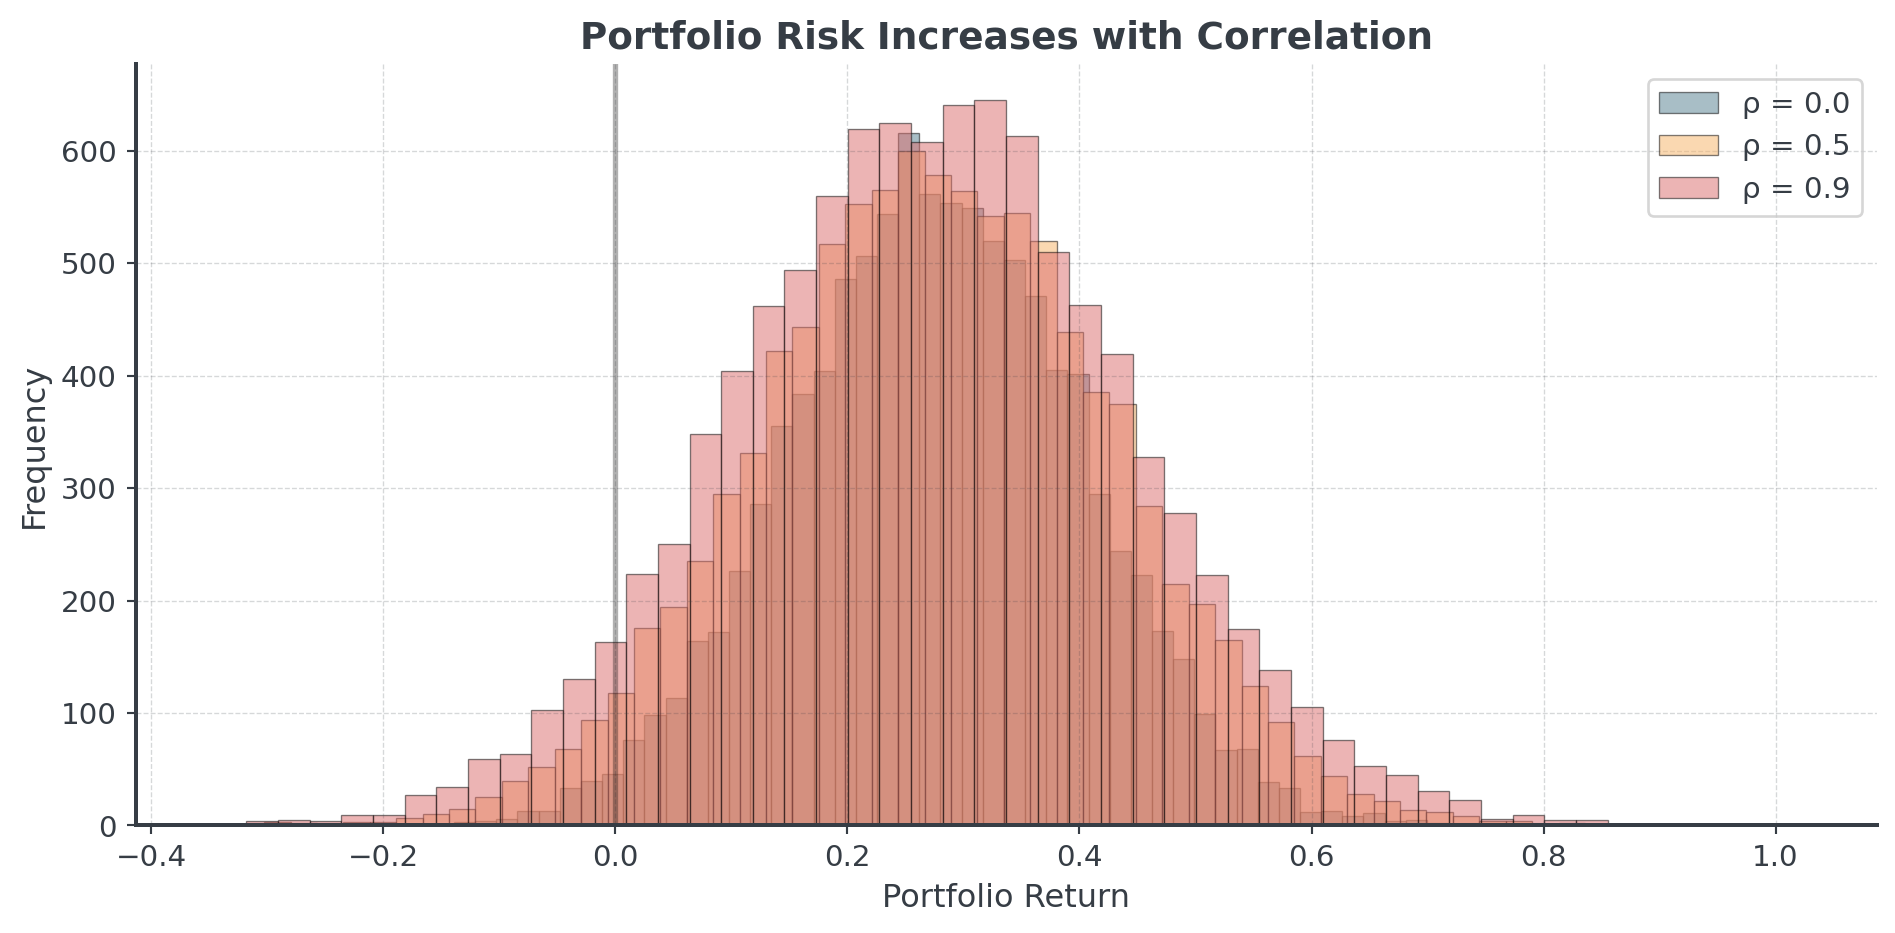 Portfolio Risk Increases with Correlation
ρ = 0.0
ρ = 0.5
ρ = 0.9
600
500
400
300
200
100
0
Frequency
−0.4 −0.2 0.0 0.2 0.4 0.6 0.8 1.0
Portfolio Return